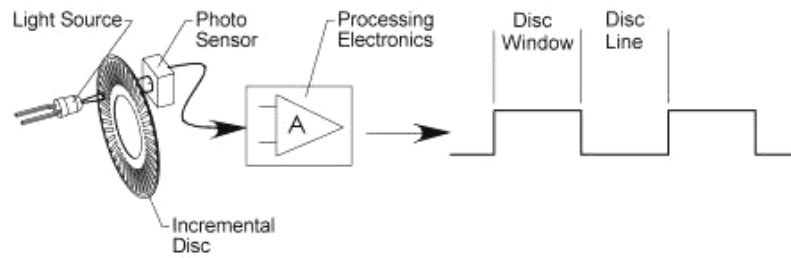 Light Source
Photo
Sensor
Processing
Electronics
Disc
Window
Disc
Line
A
Incremental
Disc